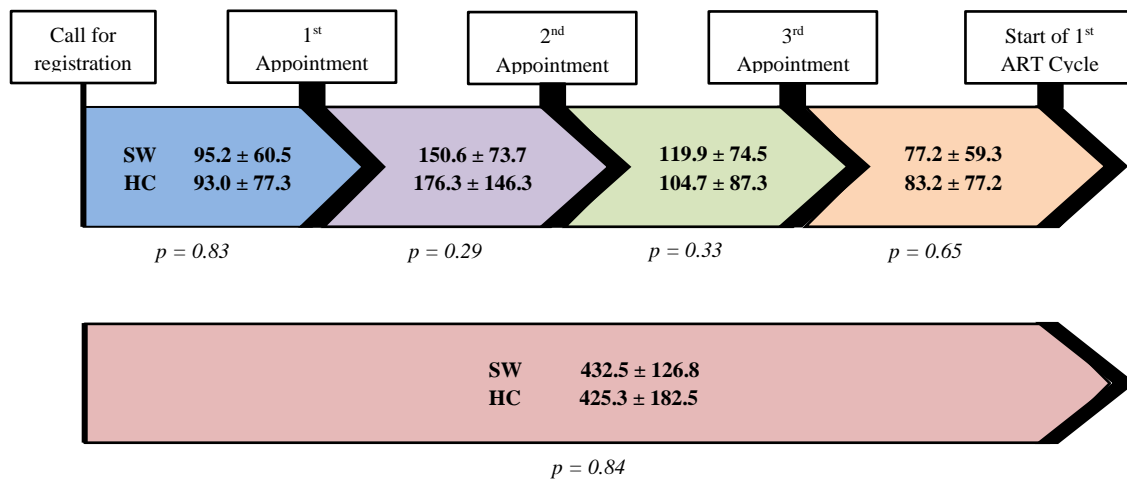 Call for
registration
1st
Appointment
2nd
Appointment
3rd
Appointment
Start of 1st
ART Cycle
SW 95.2 ± 60.5
HC 93.0 ± 77.3
150.6 ± 73.7
176.3 ± 146.3
119.9 ± 74.5
104.7 ± 87.3
77.2 ± 59.3
83.2 ± 77.2
p = 0.83
p = 0.29
p = 0.33
p = 0.65
SW 432.5 ± 126.8
HC 425.3 ± 182.5
p = 0.84